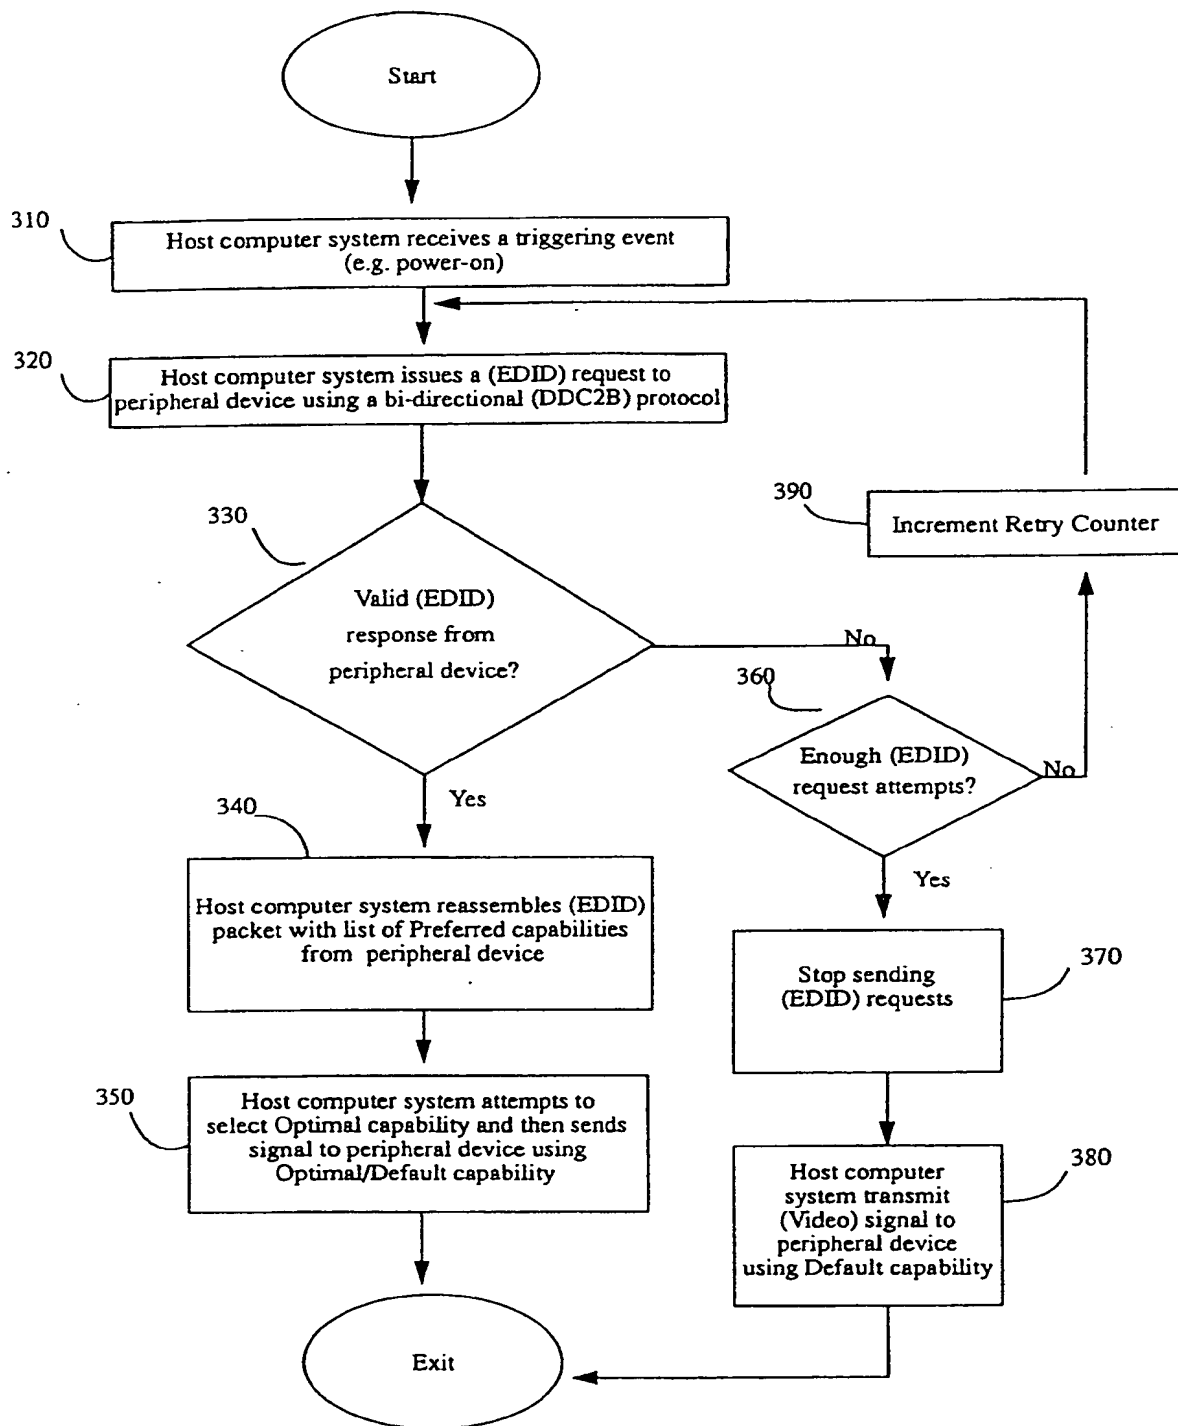 Start
310
Host computer system receives a triggering event
(e.g. power-on)
320
Host computer system issues a (EDID) request to
peripheral device using a bi-directional (DDC2B) protocol
390
Increment Retry Counter
330
Valid (EDID)
response from
peripheral device?
No
360
Enough (EDID)
request attempts?
No
Yes
340
Yes
Host computer system reassembles (EDID)
packet with list of Preferred capabilities
from peripheral device
370
Stop sending
(EDID) requests
350
Host computer system attempts to
select Optimal capability and then sends
signal to peripheral device using
Optimal/Default capability
380
Host computer
system transmit
(Video) signal to
peripheral device
using Default capability
Exit